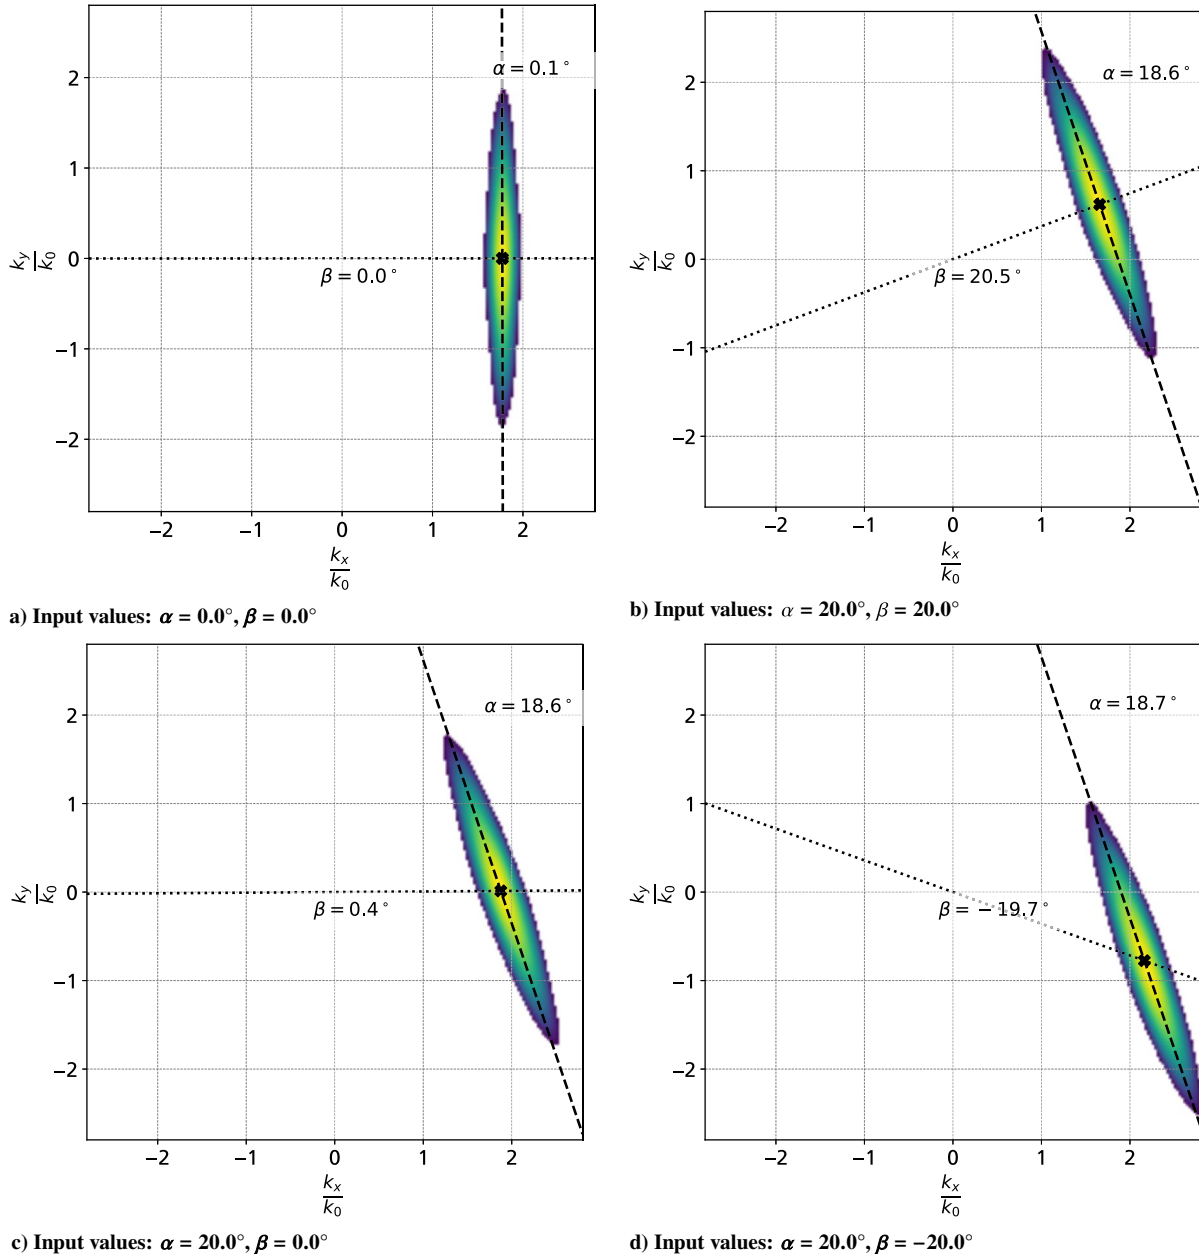 2
1
0
−1
−2
k_y/k_0
α = 0.1°
β = 0.0°
−2 −1 0 1 2
k_x/k_0
a) Input values: α = 0.0°, β = 0.0°
2
1
0
−1
−2
k_y/k_0
α = 18.6°
β = 20.5°
−2 −1 0 1 2
k_x/k_0
b) Input values: α = 20.0°, β = 20.0°
2
1
0
−1
−2
k_y/k_0
α = 18.6°
β = 0.4°
−2 −1 0 1 2
k_x/k_0
c) Input values: α = 20.0°, β = 0.0°
2
1
0
−1
−2
k_y/k_0
α = 18.7°
β = −19.7°
−2 −1 0 1 2
k_x/k_0
d) Input values: α = 20.0°, β = −20.0°